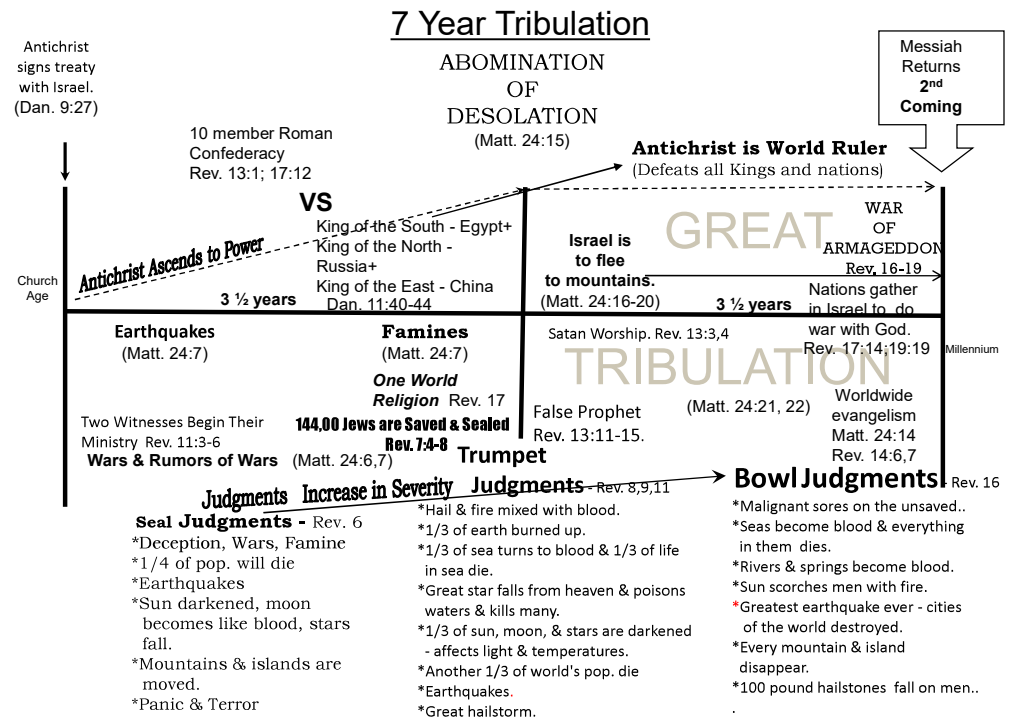 7 Year Tribulation
Antichrist
signs treaty
with Israel.
(Dan. 9:27)
ABOMINATION
OF
DESOLATION
(Matt. 24:15)
Messiah
Returns
2nd
Coming
10 member Roman
Confederacy
Rev. 13:1; 17:12
VS
King of the South - Egypt+
King of the North -
Russia+
King of the East - China
Dan. 11:40-44
Antichrist is World Ruler
(Defeats all Kings and nations)
Antichrist Ascends to Power
Church
Age
3 ½ years
GREAT
Israel is
to flee
to mountains.
(Matt. 24:16-20)
WAR
OF
ARMAGEDDON
Rev. 16-19
3 ½ years
Nations gather
in Israel to do
war with God.
Rev. 17:14;19:19
Millennium
Earthquakes
(Matt. 24:7)
Famines
(Matt. 24:7)
One World
Religion Rev. 17
Satan Worship. Rev. 13:3,4
TRIBULATION
(Matt. 24:21, 22)
Two Witnesses Begin Their
Ministry Rev. 11:3-6
Wars & Rumors of Wars (Matt. 24:6,7)
144,00 Jews are Saved & Sealed
Rev. 7:4-8
False Prophet
Rev. 13:11-15.
Worldwide
evangelism
Matt. 24:14
Rev. 14:6,7
Judgments Increase in Severity
Seal Judgments - Rev. 6
*Deception, Wars, Famine
*1/4 of pop. will die
*Earthquakes
*Sun darkened, moon
becomes like blood, stars
fall.
*Mountains & islands are
moved.
*Panic & Terror
Trumpet
Judgments - Rev. 8,9,11
*Hail & fire mixed with blood.
*1/3 of earth burned up.
*1/3 of sea turns to blood & 1/3 of life
in sea die.
*Great star falls from heaven & poisons
waters & kills many.
*1/3 of sun, moon, & stars are darkened
- affects light & temperatures.
*Another 1/3 of world's pop. die
*Earthquakes.
*Great hailstorm.
Bowl Judgments - Rev. 16
*Malignant sores on the unsaved..
*Seas become blood & everything
in them dies.
*Rivers & springs become blood.
*Sun scorches men with fire.
*Greatest earthquake ever - cities
of the world destroyed.
*Every mountain & island
disappear.
*100 pound hailstones fall on men..
.